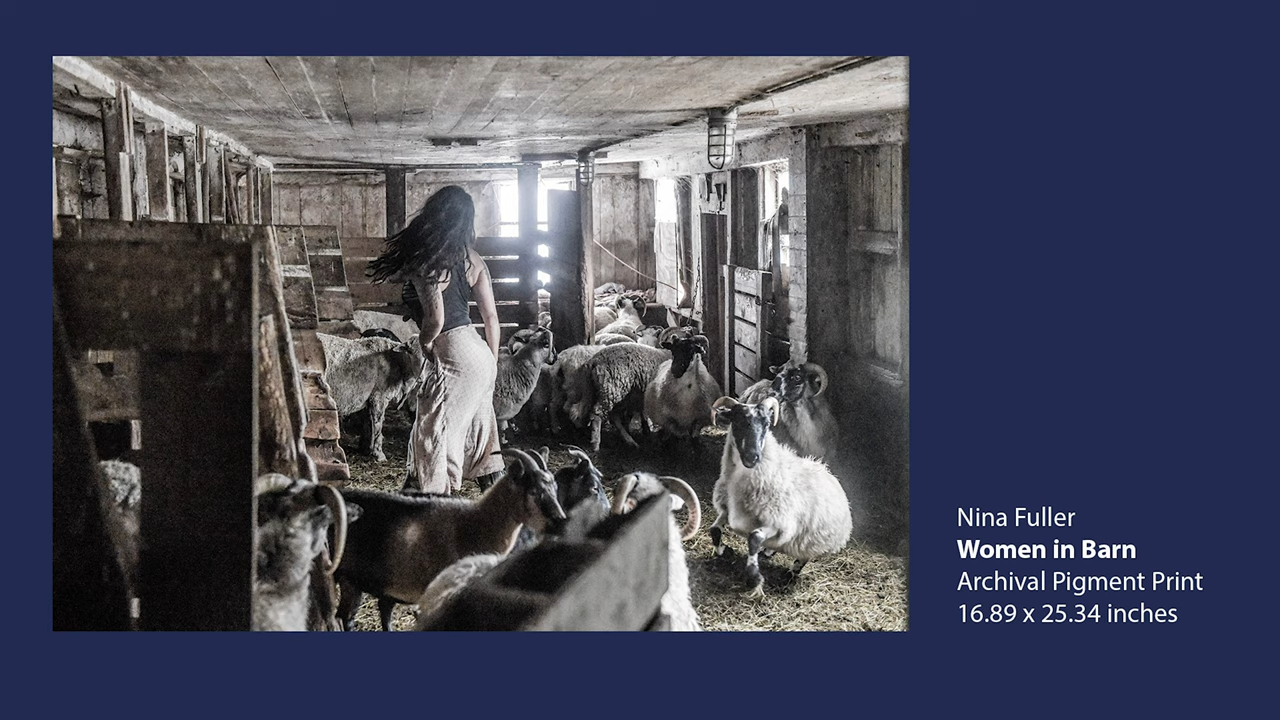 Nina Fuller
Women in Barn
Archival Pigment Print
16.89 x 25.34 inches